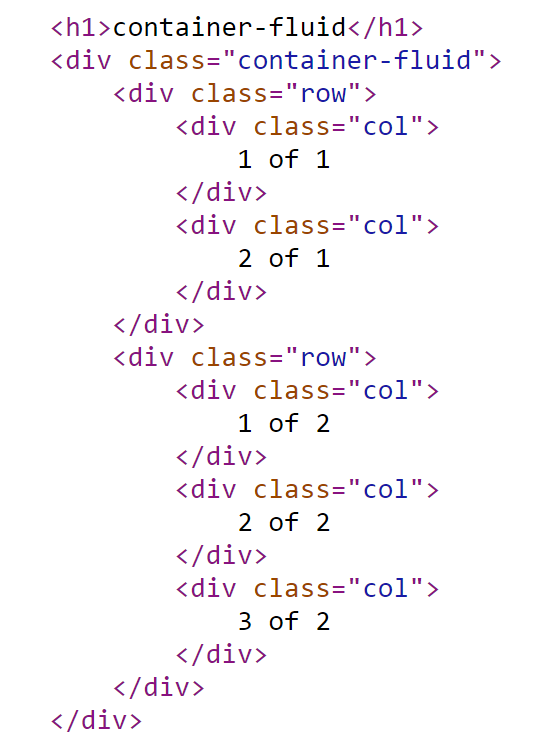 <h1>container-fluid</h1>
<div class="container-fluid">
    <div class="row">
        <div class="col">
            1 of 1
        </div>
        <div class="col">
            2 of 1
        </div>
    </div>
    <div class="row">
        <div class="col">
            1 of 2
        </div>
        <div class="col">
            2 of 2
        </div>
        <div class="col">
            3 of 2
        </div>
    </div>
</div>